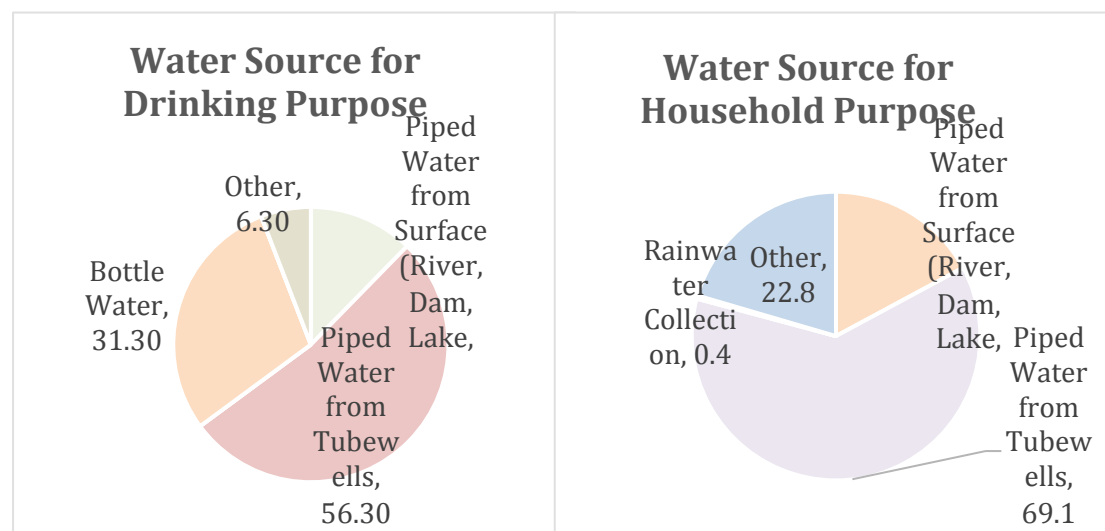 Water Source for
Drinking Purpose
Piped
Water
from
Surface
(River,
Dam,
Lake,
Other,
6.30
Bottle
Water,
31.30
Piped
Water
from
Tubew
ells,
56.30
Water Source for
Household Purpose
Piped
Water
from
Surface
(River,
Dam,
Lake,
Rainwa
ter
Collecti
on, 0.4
Other,
22.8
Piped
Water
from
Tubew
ells,
69.1